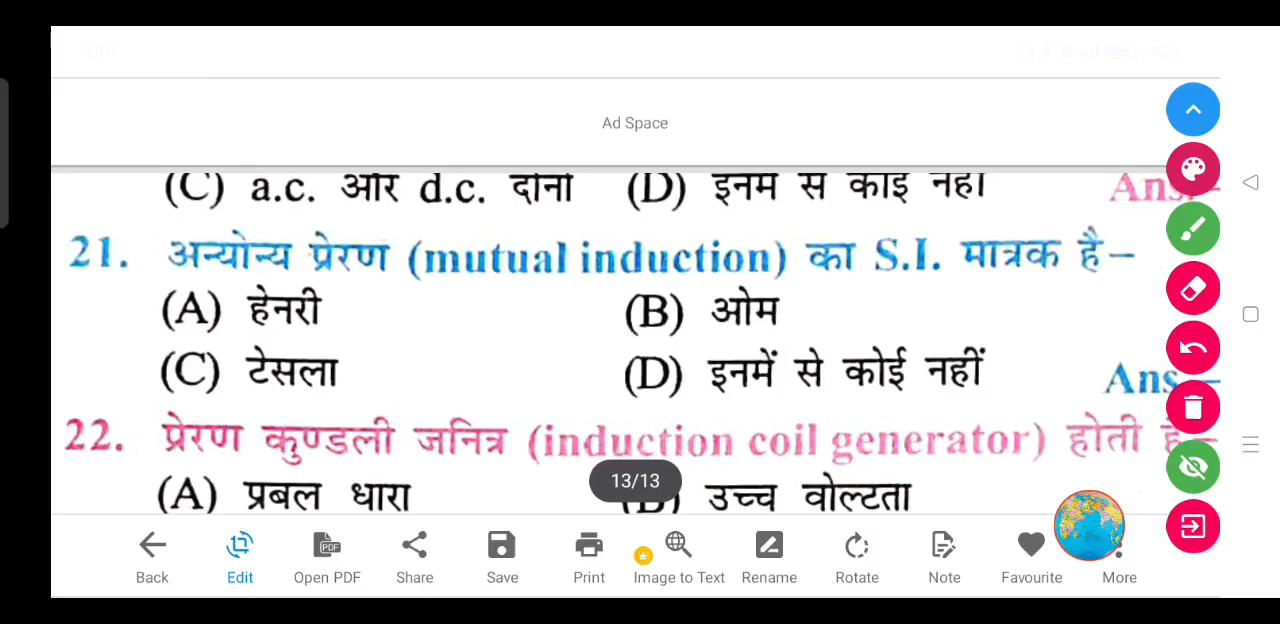 Ad Space
(C) a.c. और d.c. दोनों (D) इनमें से कोई नहीं Ans.–
21. अन्योन्य प्रेरण (mutual induction) का S.I. मात्रक है–
(A) हेनरी (B) ओम
(C) टेसला (D) इनमें से कोई नहीं Ans –
22. प्रेरण कुण्डली जनित्र (induction coil generator) होती है–
13/13
(A) प्रबल धारा (B) उच्च वोल्टता
Back Edit Open PDF Share Save Print Image to Text Rename Rotate Note Favourite More